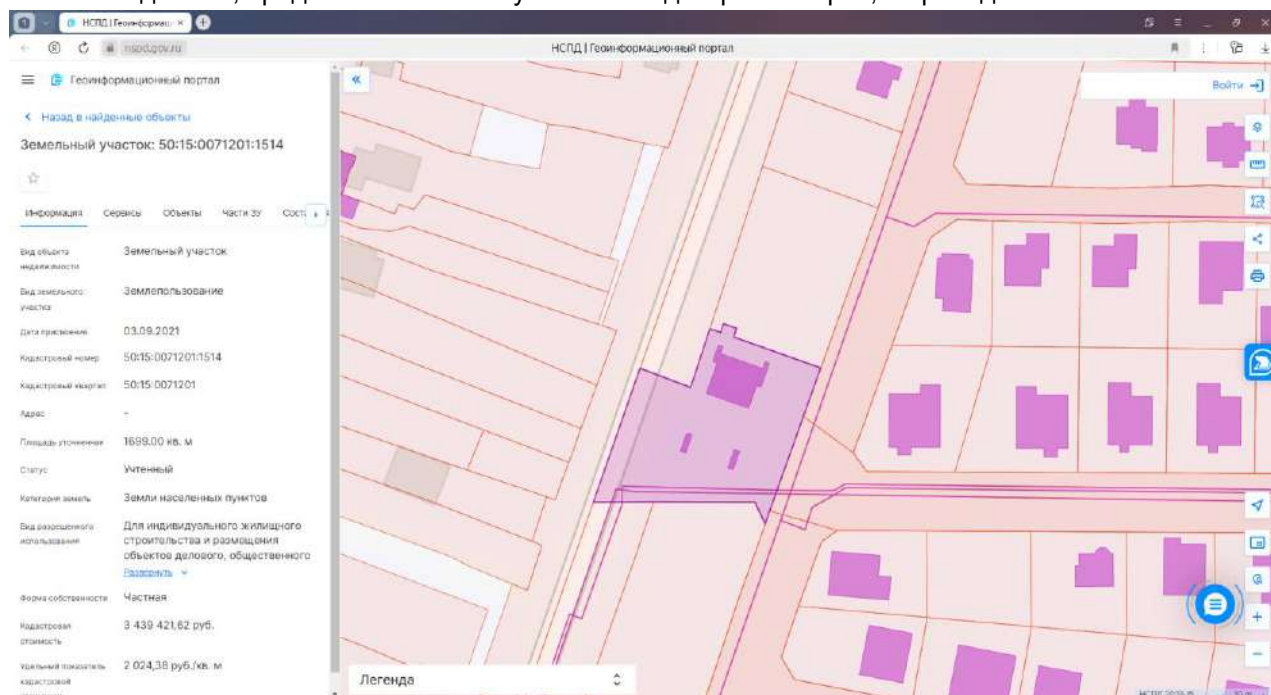 НСПД | Геоинформац
nspd.gov.ru
НСПД | Геоинформационный портал
Геоинформационный портал
Войти
Назад в найденные объекты
Земельный участок: 50:15:0071201:1514
Информация Сервисы Объекты Части ЗУ Соста
Вид объекта недвижимости
Земельный участок
Вид земельного участка
Землепользование
Дата присвоения 03.09.2021
Кадастровый номер 50:15:0071201:1514
Кадастровый квартал 50:15:0071201
Адрес -
Площадь уточненная 1699.00 кв. м
Статус Учтенный
Категория земель Земли населенных пунктов
Вид разрешенного использования
Для индивидуального жилищного
строительства и размещения
объектов делового, общественного
Развернуть
Форма собственности Частная
Кадастровая стоимость
3 439 421,62 руб.
Удельный показатель кадастровой
2 024,38 руб./кв. м
Легенда